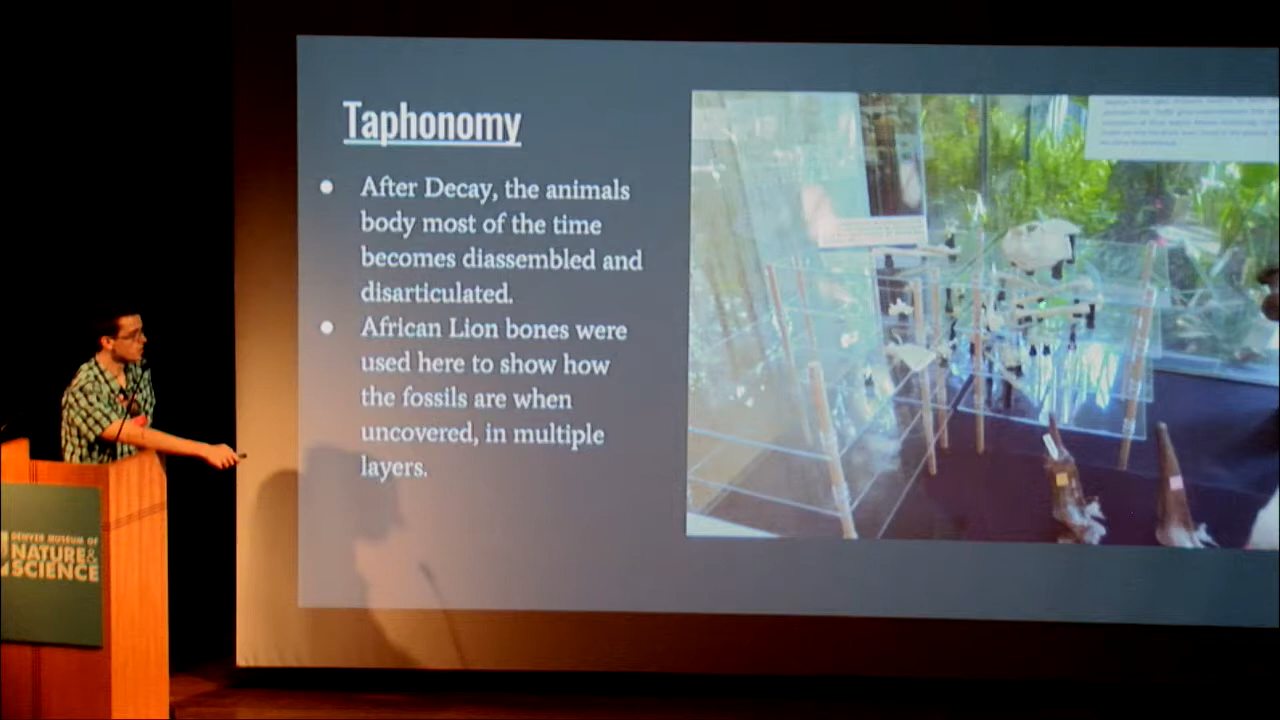 Taphonomy
After Decay, the animals
body most of the time
becomes diassembled and
disarticulated.
African Lion bones were
used here to show how
the fossils are when
uncovered, in multiple
layers.
DENVER MUSEUM OF
NATURE&
SCIENCE